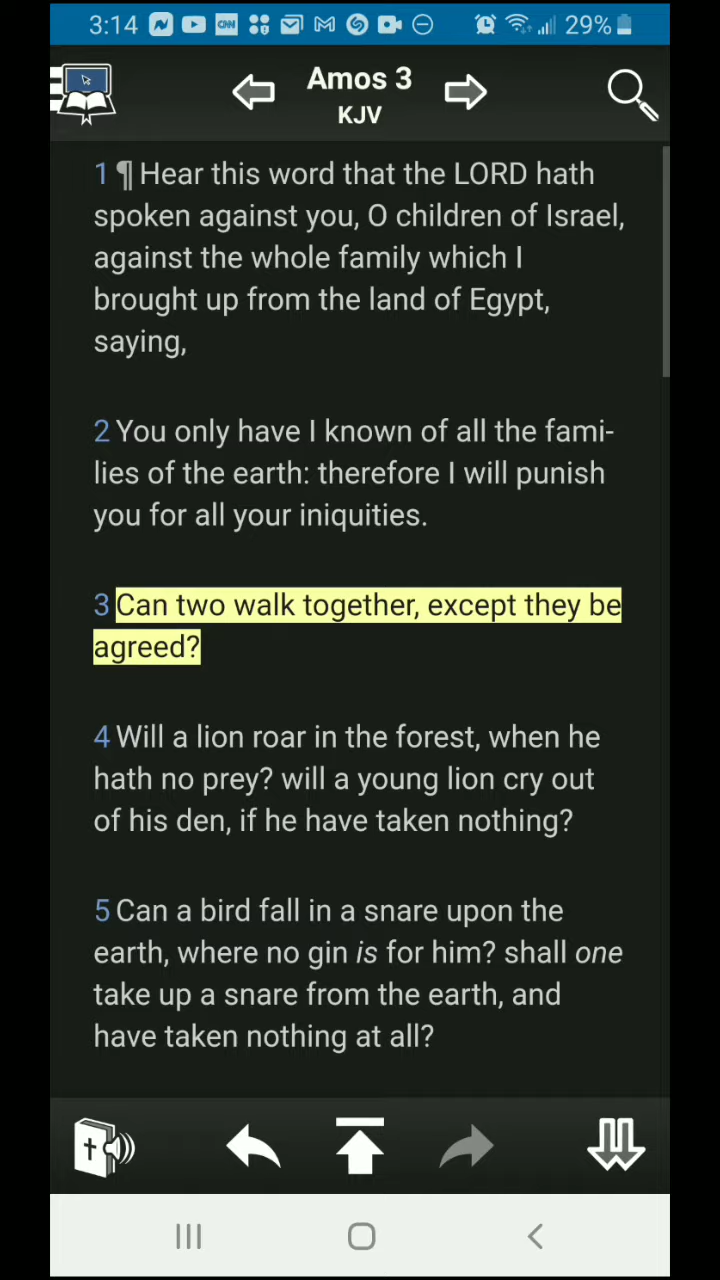 3:14
CNN
29%
Amos 3
KJV
1 ¶ Hear this word that the LORD hath
spoken against you, O children of Israel,
against the whole family which I
brought up from the land of Egypt,
saying,
2 You only have I known of all the fami-
lies of the earth: therefore I will punish
you for all your iniquities.
3 Can two walk together, except they be
agreed?
4 Will a lion roar in the forest, when he
hath no prey? will a young lion cry out
of his den, if he have taken nothing?
5 Can a bird fall in a snare upon the
earth, where no gin is for him? shall one
take up a snare from the earth, and
have taken nothing at all?